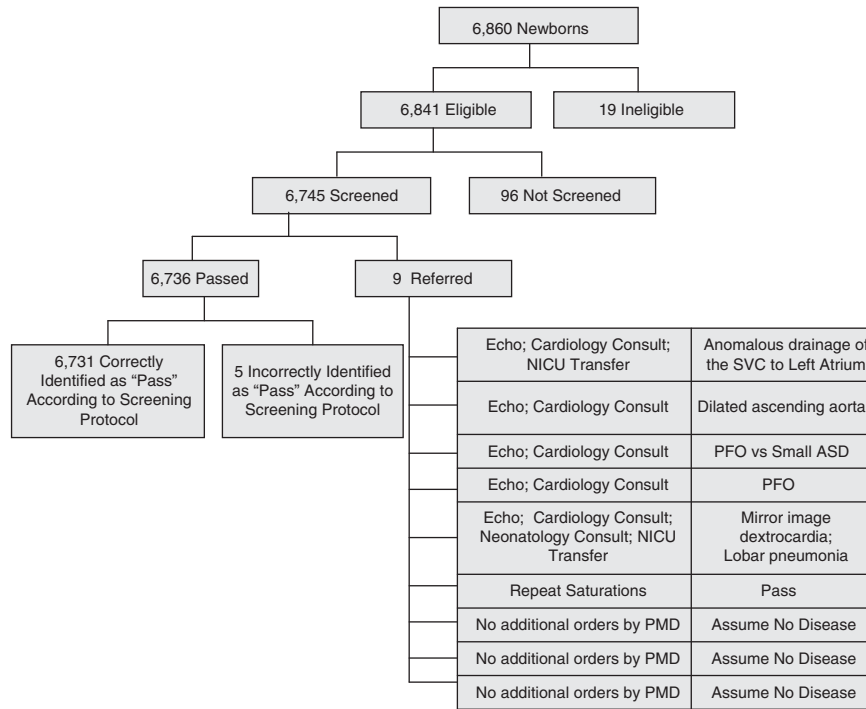 6,860 Newborns
6,841 Eligible
19 Ineligible
6,745 Screened
96 Not Screened
6,736 Passed
9 Referred
6,731 Correctly
Identified as “Pass”
According to Screening
Protocol
5 Incorrectly Identified
as “Pass” According to
Screening Protocol
Echo; Cardiology Consult;
NICU Transfer
Anomalous drainage of
the SVC to Left Atrium
Echo; Cardiology Consult
Dilated ascending aorta
Echo; Cardiology Consult
PFO vs Small ASD
Echo; Cardiology Consult
PFO
Echo; Cardiology Consult;
Neonatology Consult; NICU
Transfer
Mirror image
dextrocardia;
Lobar pneumonia
Repeat Saturations
Pass
No additional orders by PMD
Assume No Disease
No additional orders by PMD
Assume No Disease
No additional orders by PMD
Assume No Disease